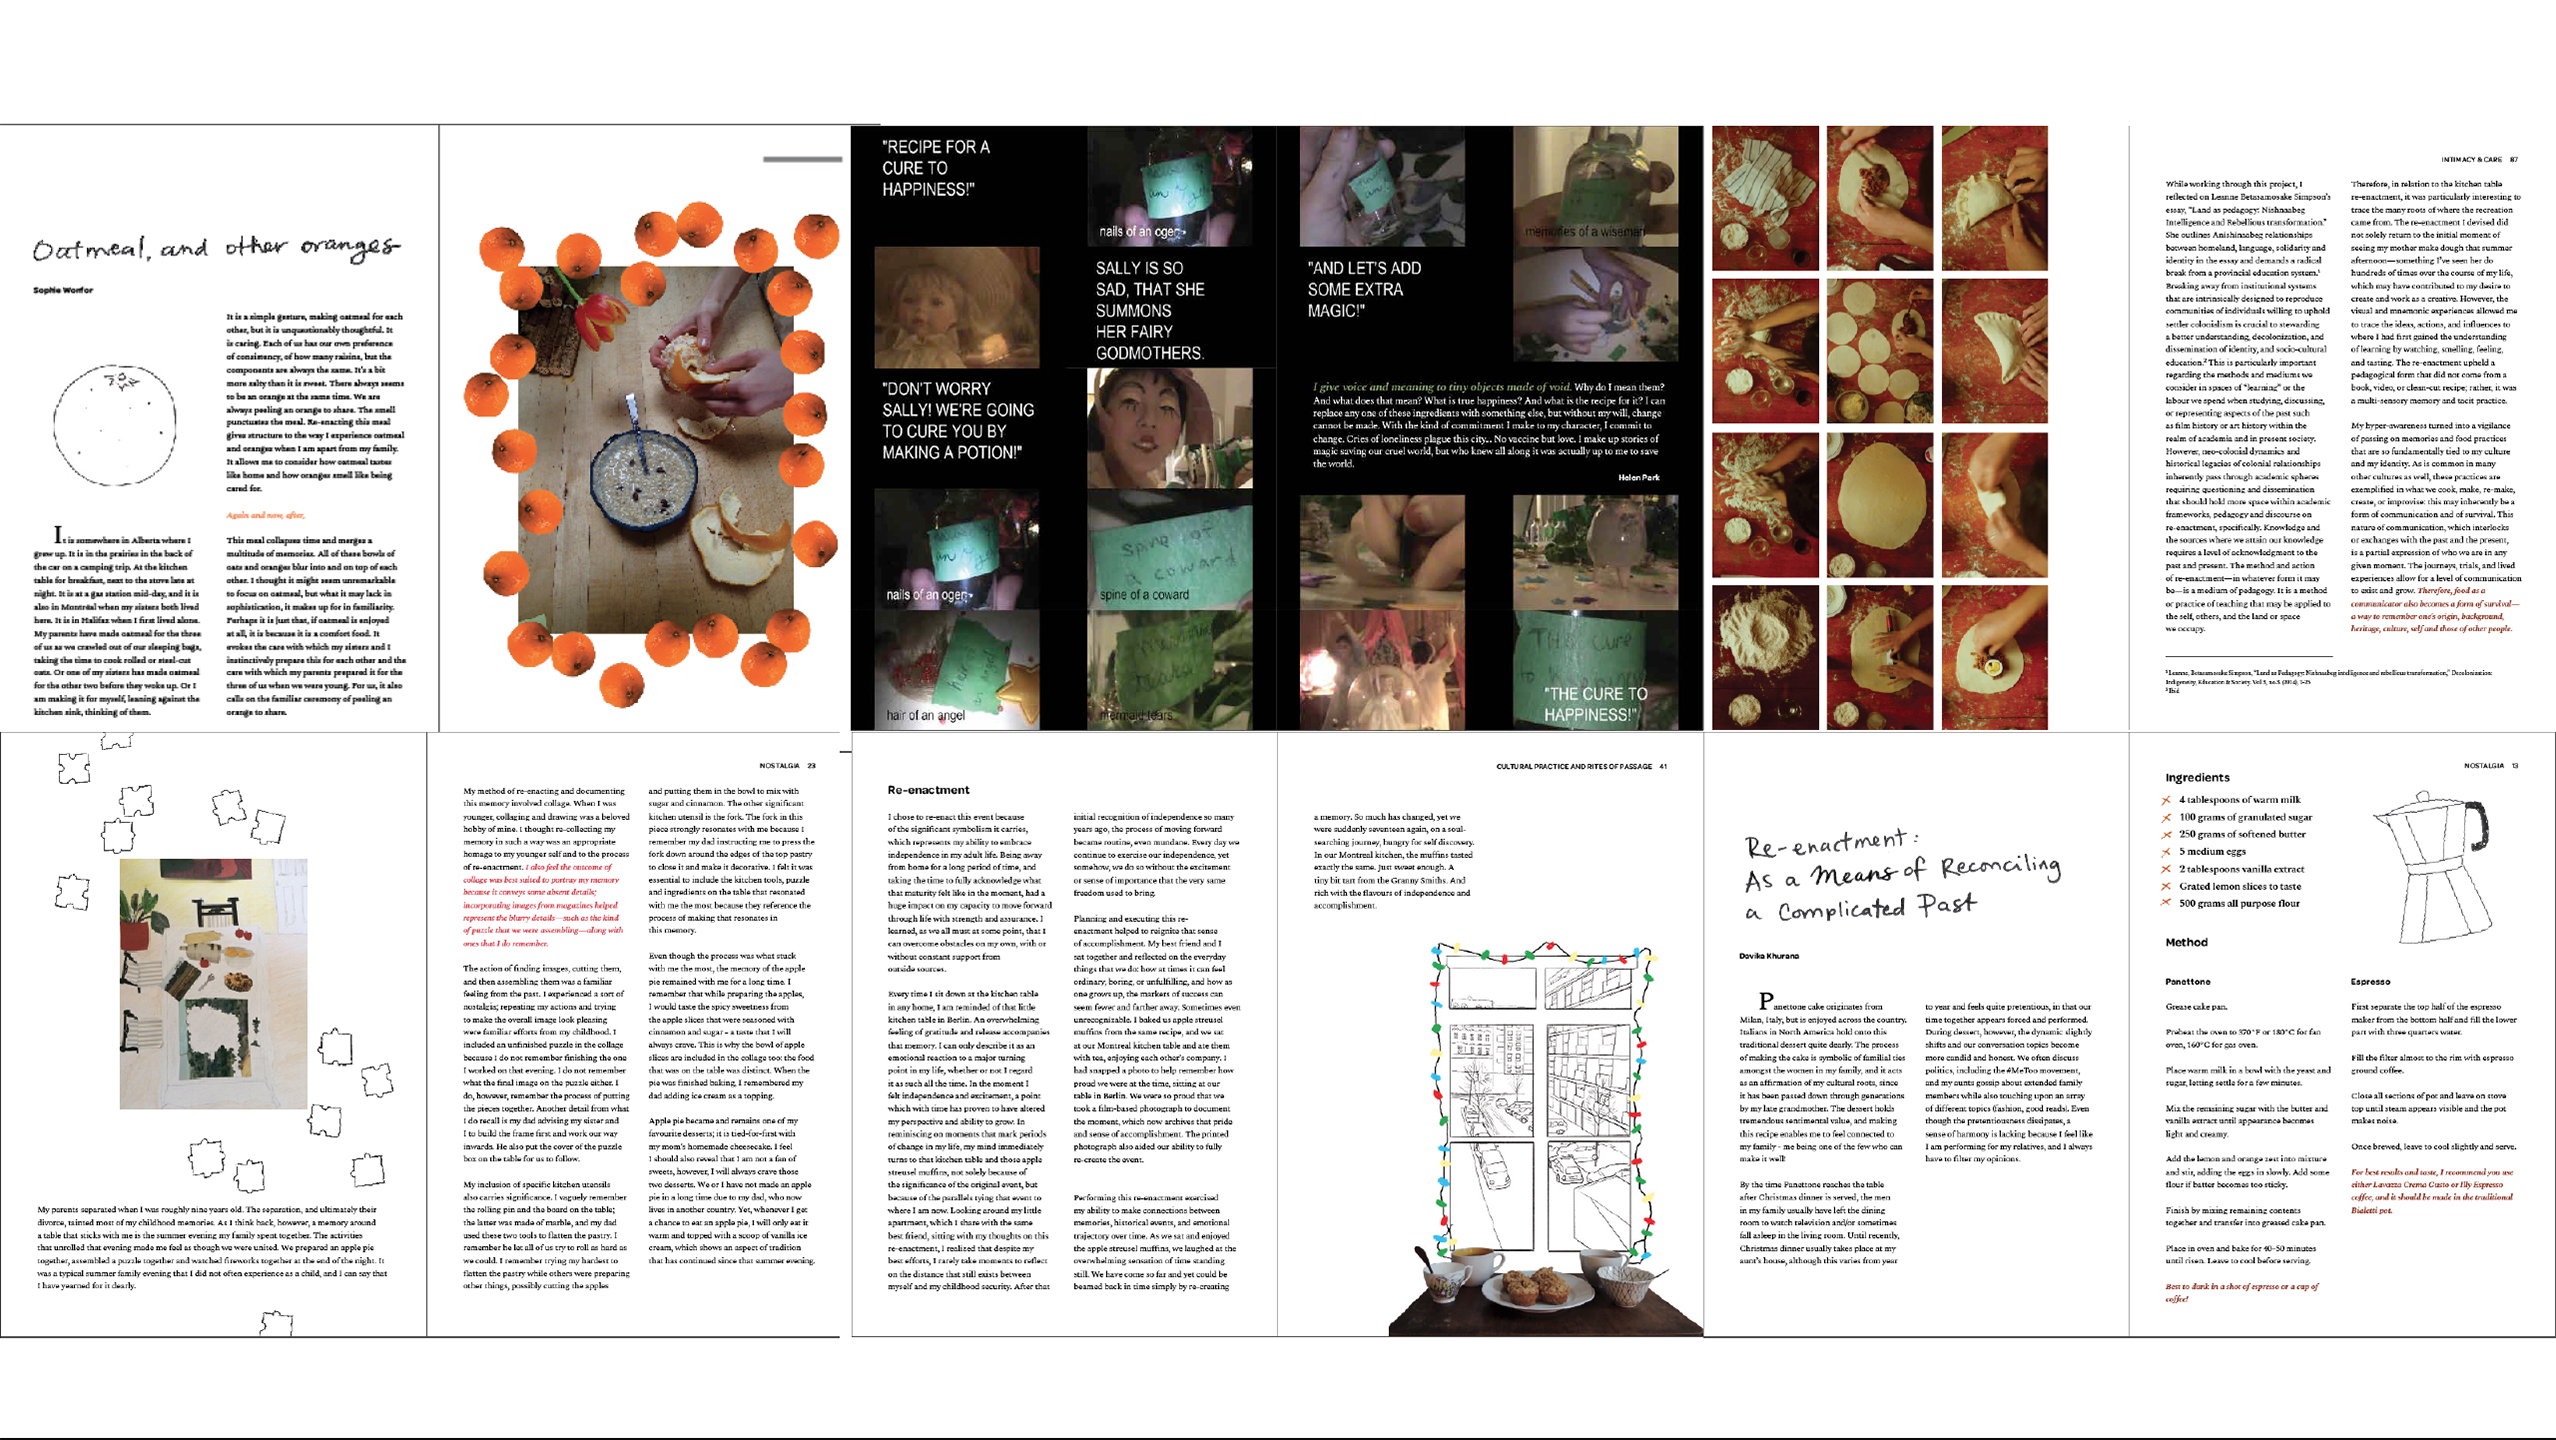 Oatmeal, and other oranges
Sophie Wonfor
It is somewhere in Alberta where I
grew up. It is in the prairies in the back of
the car on a camping trip. At the kitchen
table for breakfast, next to the stove late at
night. It is at a gas station mid-day, and it is
also in Montréal when my sisters both lived
here. It is in Halifax when I first lived alone.
My parents have made oatmeal for the three
of us as we crawled out of our sleeping bags,
taking the time to cook rolled or steel-cut
oats. Or one of my sisters has made oatmeal
for the other two before they woke up. Or I
am making it for myself, leaning against the
kitchen sink, thinking of them.
It is a simple gesture, making oatmeal for each
other, but it is unquestionably thoughtful. It
is caring. Each of us has our own preference
of consistency, of how many raisins, but the
components are always the same. It's a bit
more salty than it is sweet. There always seems
to be an orange at the same time. We are
always peeling an orange to share. The smell
punctuates the meal. Re-enacting this meal
gives structure to the way I experience oatmeal
and oranges when I am apart from my family.
It allows me to consider how oatmeal tastes
like home and how oranges smell like being
cared for.
Again and now, after,
This meal collapses time and merges a
multitude of memories. All of these bowls of
oats and oranges blur into and on top of each
other. I thought it might seem unremarkable
to focus on oatmeal, but what it may lack in
sophistication, it makes up for in familiarity.
Perhaps it is just that, if oatmeal is enjoyed
at all, it is because it is a comfort food. It
evokes the care with which my sisters and I
instinctively prepare this for each other and the
care with which my parents prepared it for the
three of us when we were young. For us, it also
calls on the familiar ceremony of peeling an
orange to share.
"RECIPE FOR A
CURE TO
HAPPINESS!"
nails of an oger
SALLY IS SO
SAD, THAT SHE
SUMMONS
HER FAIRY
GODMOTHERS.
"DON'T WORRY
SALLY! WE'RE GOING
TO CURE YOU BY
MAKING A POTION!"
nails of an oger
spine of a coward
spine of
a coward
hair of an angel
mermaid tears
memories of a wiseman
"AND LET'S ADD
SOME EXTRA
MAGIC!"
I give voice and meaning to tiny objects made of void. Why do I mean them?
And what does that mean? What is true happiness? And what is the recipe for it? I can
replace any one of these ingredients with something else, but without my will, change
cannot be made. With the kind of commitment I make to my character, I commit to
change. Cries of loneliness plague this city... No vaccine but love. I make up stories of
magic saving our cruel world, but who knew all along it was actually up to me to save
the world.
Helen Park
The cure
"THE CURE TO
HAPPINESS!"
INTIMACY & CARE 87
While working through this project, I
reflected on Leanne Betasamosake Simpson's
essay, "Land as pedagogy: Nishnaabeg
Intelligence and Rebellious transformation."
She outlines Anishinaabeg relationships
between homeland, language, solidarity and
identity in the essay and demands a radical
break from a provincial education system.¹
Breaking away from institutional systems
that are intrinsically designed to reproduce
communities of individuals willing to uphold
settler colonialism is crucial to stewarding
a better understanding, decolonization, and
dissemination of identity, and socio-cultural
education.² This is particularly important
regarding the methods and mediums we
consider in spaces of "learning" or the
labour we spend when studying, discussing,
or representing aspects of the past such
as film history or art history within the
realm of academia and in present society.
However, neo-colonial dynamics and
historical legacies of colonial relationships
inherently pass through academic spheres
requiring questioning and dissemination
that should hold more space within academic
frameworks, pedagogy and discourse on
re-enactment, specifically. Knowledge and
the sources where we attain our knowledge
requires a level of acknowledgment to the
past and present. The method and action
of re-enactment—in whatever form it may
be—is a medium of pedagogy. It is a method
or practice of teaching that may be applied to
the self, others, and the land or space
we occupy.
Therefore, in relation to the kitchen table
re-enactment, it was particularly interesting to
trace the many roots of where the recreation
came from. The re-enactment I devised did
not solely return to the initial moment of
seeing my mother make dough that summer
afternoon—something I've seen her do
hundreds of times over the course of my life,
which may have contributed to my desire to
create and work as a creative. However, the
visual and mnemonic experiences allowed me
to trace the ideas, actions, and influences to
where I had first gained the understanding
of learning by watching, smelling, feeling,
and tasting. The re-enactment upheld a
pedagogical form that did not come from a
book, video, or clean-cut recipe; rather, it was
a multi-sensory memory and tacit practice.
My hyper-awareness turned into a vigilance
of passing on memories and food practices
that are so fundamentally tied to my culture
and my identity. As is common in many
other cultures as well, these practices are
exemplified in what we cook, make, re-make,
create, or improvise: this may inherently be a
form of communication and of survival. This
nature of communication, which interlocks
or exchanges with the past and the present,
is a partial expression of who we are in any
given moment. The journeys, trials, and lived
experiences allow for a level of communication
to exist and grow. Therefore, food as a
communicator also becomes a form of survival—
a way to remember one's origin, background,
heritage, culture, self and those of other people.
¹ Leanne, Betasamosake Simpson, "Land as Pedagogy: Nishnaabeg intelligence and rebellious transformation," Decolonization:
Indigeneity, Education & Society. Vol 3, no.3. (2014), 1-25
² Ibid
My parents separated when I was roughly nine years old. The separation, and ultimately their
divorce, tainted most of my childhood memories. As I think back, however, a memory around
a table that sticks with me is the summer evening my family spent together. The activities
that unrolled that evening made me feel as though we were united. We prepared an apple pie
together, assembled a puzzle together and watched fireworks together at the end of the night. It
was a typical summer family evening that I did not often experience as a child, and I can say that
I have yearned for it dearly.
NOSTALGIA 23
My method of re-enacting and documenting
this memory involved collage. When I was
younger, collaging and drawing was a beloved
hobby of mine. I thought re-collecting my
memory in such a way was an appropriate
homage to my younger self and to the process
of re-enactment. I also feel the outcome of
collage was best suited to portray my memory
because it conveys some absent details;
incorporating images from magazines helped
represent the blurry details—such as the kind
of puzzle that we were assembling—along with
ones that I do remember.
The action of finding images, cutting them,
and then assembling them was a familiar
feeling from the past. I experienced a sort of
nostalgia; repeating my actions and trying
to make the overall image look pleasing
were familiar efforts from my childhood. I
included an unfinished puzzle in the collage
because I do not remember finishing the one
I worked on that evening. I do not remember
what the final image on the puzzle either. I
do, however, remember the process of putting
the pieces together. Another detail from what
I do recall is my dad advising my sister and
I to build the frame first and work our way
inwards. He also put the cover of the puzzle
box on the table for us to follow.
My inclusion of specific kitchen utensils
also carries significance. I vaguely remember
the rolling pin and the board on the table;
the latter was made of marble, and my dad
used these two tools to flatten the pastry. I
remember he let all of us try to roll as hard as
we could. I remember trying my hardest to
flatten the pastry while others were preparing
other things, possibly cutting the apples
and putting them in the bowl to mix with
sugar and cinnamon. The other significant
kitchen utensil is the fork. The fork in this
piece strongly resonates with me because I
remember my dad instructing me to press the
fork down around the edges of the top pastry
to close it and make it decorative. I felt it was
essential to include the kitchen tools, puzzle
and ingredients on the table that resonated
with me the most because they reference the
process of making that resonates in
this memory.
Even though the process was what stuck
with me the most, the memory of the apple
pie remained with me for a long time. I
remember that while preparing the apples,
I would taste the spicy sweetness from
the apple slices that were seasoned with
cinnamon and sugar – a taste that I will
always crave. This is why the bowl of apple
slices are included in the collage too: the food
that was on the table was distinct. When the
pie was finished baking, I remembered my
dad adding ice cream as a topping.
Apple pie became and remains one of my
favourite desserts; it is tied-for-first with
my mom's homemade cheesecake. I feel
I should also reveal that I am not a fan of
sweets, however, I will always crave those
two desserts. We or I have not made an apple
pie in a long time due to my dad, who now
lives in another country. Yet, whenever I get
a chance to eat an apple pie, I will only eat it
warm and topped with a scoop of vanilla ice
cream, which shows an aspect of tradition
that has continued since that summer evening.
Re-enactment
I chose to re-enact this event because
of the significant symbolism it carries,
which represents my ability to embrace
independence in my adult life. Being away
from home for a long period of time, and
taking the time to fully acknowledge what
that maturity felt like in the moment, had a
huge impact on my capacity to move forward
through life with strength and assurance. I
learned, as we all must at some point, that I
can overcome obstacles on my own, with or
without constant support from
outside sources.
Every time I sit down at the kitchen table
in any home, I am reminded of that little
kitchen table in Berlin. An overwhelming
feeling of gratitude and release accompanies
that memory. I can only describe it as an
emotional reaction to a major turning
point in my life, whether or not I regard
it as such all the time. In the moment I
felt independence and excitement, a point
which with time has proven to have altered
my perspective and ability to grow. In
reminiscing on moments that mark periods
of change in my life, my mind immediately
turns to that kitchen table and those apple
streusel muffins, not solely because of
the significance of the original event, but
because of the parallels tying that event to
where I am now. Looking around my little
apartment, which I share with the same
best friend, sitting with my thoughts on this
re-enactment, I realized that despite my
best efforts, I rarely take moments to reflect
on the distance that still exists between
myself and my childhood security. After that
initial recognition of independence so many
years ago, the process of moving forward
became routine, even mundane. Every day we
continue to exercise our independence, yet
somehow, we do so without the excitement
or sense of importance that the very same
freedom used to bring.
Planning and executing this re-
enactment helped to reignite that sense
of accomplishment. My best friend and I
sat together and reflected on the everyday
things that we do: how at times it can feel
ordinary, boring, or unfulfilling, and how as
one grows up, the markers of success can
seem fewer and farther away. Sometimes even
unrecognizable. I baked us apple streusel
muffins from the same recipe, and we sat
at our Montreal kitchen table and ate them
with tea, enjoying each other's company. I
had snapped a photo to help remember how
proud we were at the time, sitting at our
table in Berlin. We were so proud that we
took a film-based photograph to document
the moment, which now archives that pride
and sense of accomplishment. The printed
photograph also aided our ability to fully
re-create the event.
Performing this re-enactment exercised
my ability to make connections between
memories, historical events, and emotional
trajectory over time. As we sat and enjoyed
the apple streusel muffins, we laughed at the
overwhelming sensation of time standing
still. We have come so far and yet could be
beamed back in time simply by re-creating
CULTURAL PRACTICE AND RITES OF PASSAGE 41
a memory. So much has changed, yet we
were suddenly seventeen again, on a soul-
searching journey, hungry for self discovery.
In our Montreal kitchen, the muffins tasted
exactly the same. Just sweet enough. A
tiny bit tart from the Granny Smiths. And
rich with the flavours of independence and
accomplishment.
Re-enactment:
As a Means of Reconciling
a Complicated Past
Davika Khurana
Panettone cake originates from
Milan, Italy, but is enjoyed across the country.
Italians in North America hold onto this
traditional dessert quite dearly. The process
of making the cake is symbolic of familial ties
amongst the women in my family, and it acts
as an affirmation of my cultural roots, since
it has been passed down through generations
by my late grandmother. The dessert holds
tremendous sentimental value, and making
this recipe enables me to feel connected to
my family – me being one of the few who can
make it well!
By the time Panettone reaches the table
after Christmas dinner is served, the men
in my family usually have left the dining
room to watch television and/or sometimes
fall asleep in the living room. Until recently,
Christmas dinner usually takes place at my
aunt's house, although this varies from year
to year and feels quite pretentious, in that our
time together appears forced and performed.
During dessert, however, the dynamic slightly
shifts and our conversation topics become
more candid and honest. We often discuss
politics, including the #MeToo movement,
and my aunts gossip about extended family
members while also touching upon an array
of different topics (fashion, good reads). Even
though the pretentiousness dissipates, a
sense of harmony is lacking because I feel like
I am performing for my relatives, and I always
have to filter my opinions.
NOSTALGIA 13
Ingredients
4 tablespoons of warm milk
100 grams of granulated sugar
250 grams of softened butter
5 medium eggs
2 tablespoons vanilla extract
Grated lemon slices to taste
500 grams all purpose flour
Method
Panettone
Grease cake pan.
Preheat the oven to 370°F or 180°C for fan
oven, 160°C for gas oven.
Place warm milk in a bowl with the yeast and
sugar, letting settle for a few minutes.
Mix the remaining sugar with the butter and
vanilla extract until appearance becomes
light and creamy.
Add the lemon and orange zest into mixture
and stir, adding the eggs in slowly. Add some
flour if batter becomes too sticky.
Finish by mixing remaining contents
together and transfer into greased cake pan.
Place in oven and bake for 40-50 minutes
until risen. Leave to cool before serving.
Best to dunk in a shot of espresso or a cup of
coffee!
Espresso
First separate the top half of the espresso
maker from the bottom half and fill the lower
part with three quarters water.
Fill the filter almost to the rim with espresso
ground coffee.
Close all sections of pot and leave on stove
top until steam appears visible and the pot
makes noise.
Once brewed, leave to cool slightly and serve.
For best results and taste, I recommend you use
either Lavazza Crema Gusto or Illy Espresso
coffee, and it should be made in the traditional
Bialetti pot.